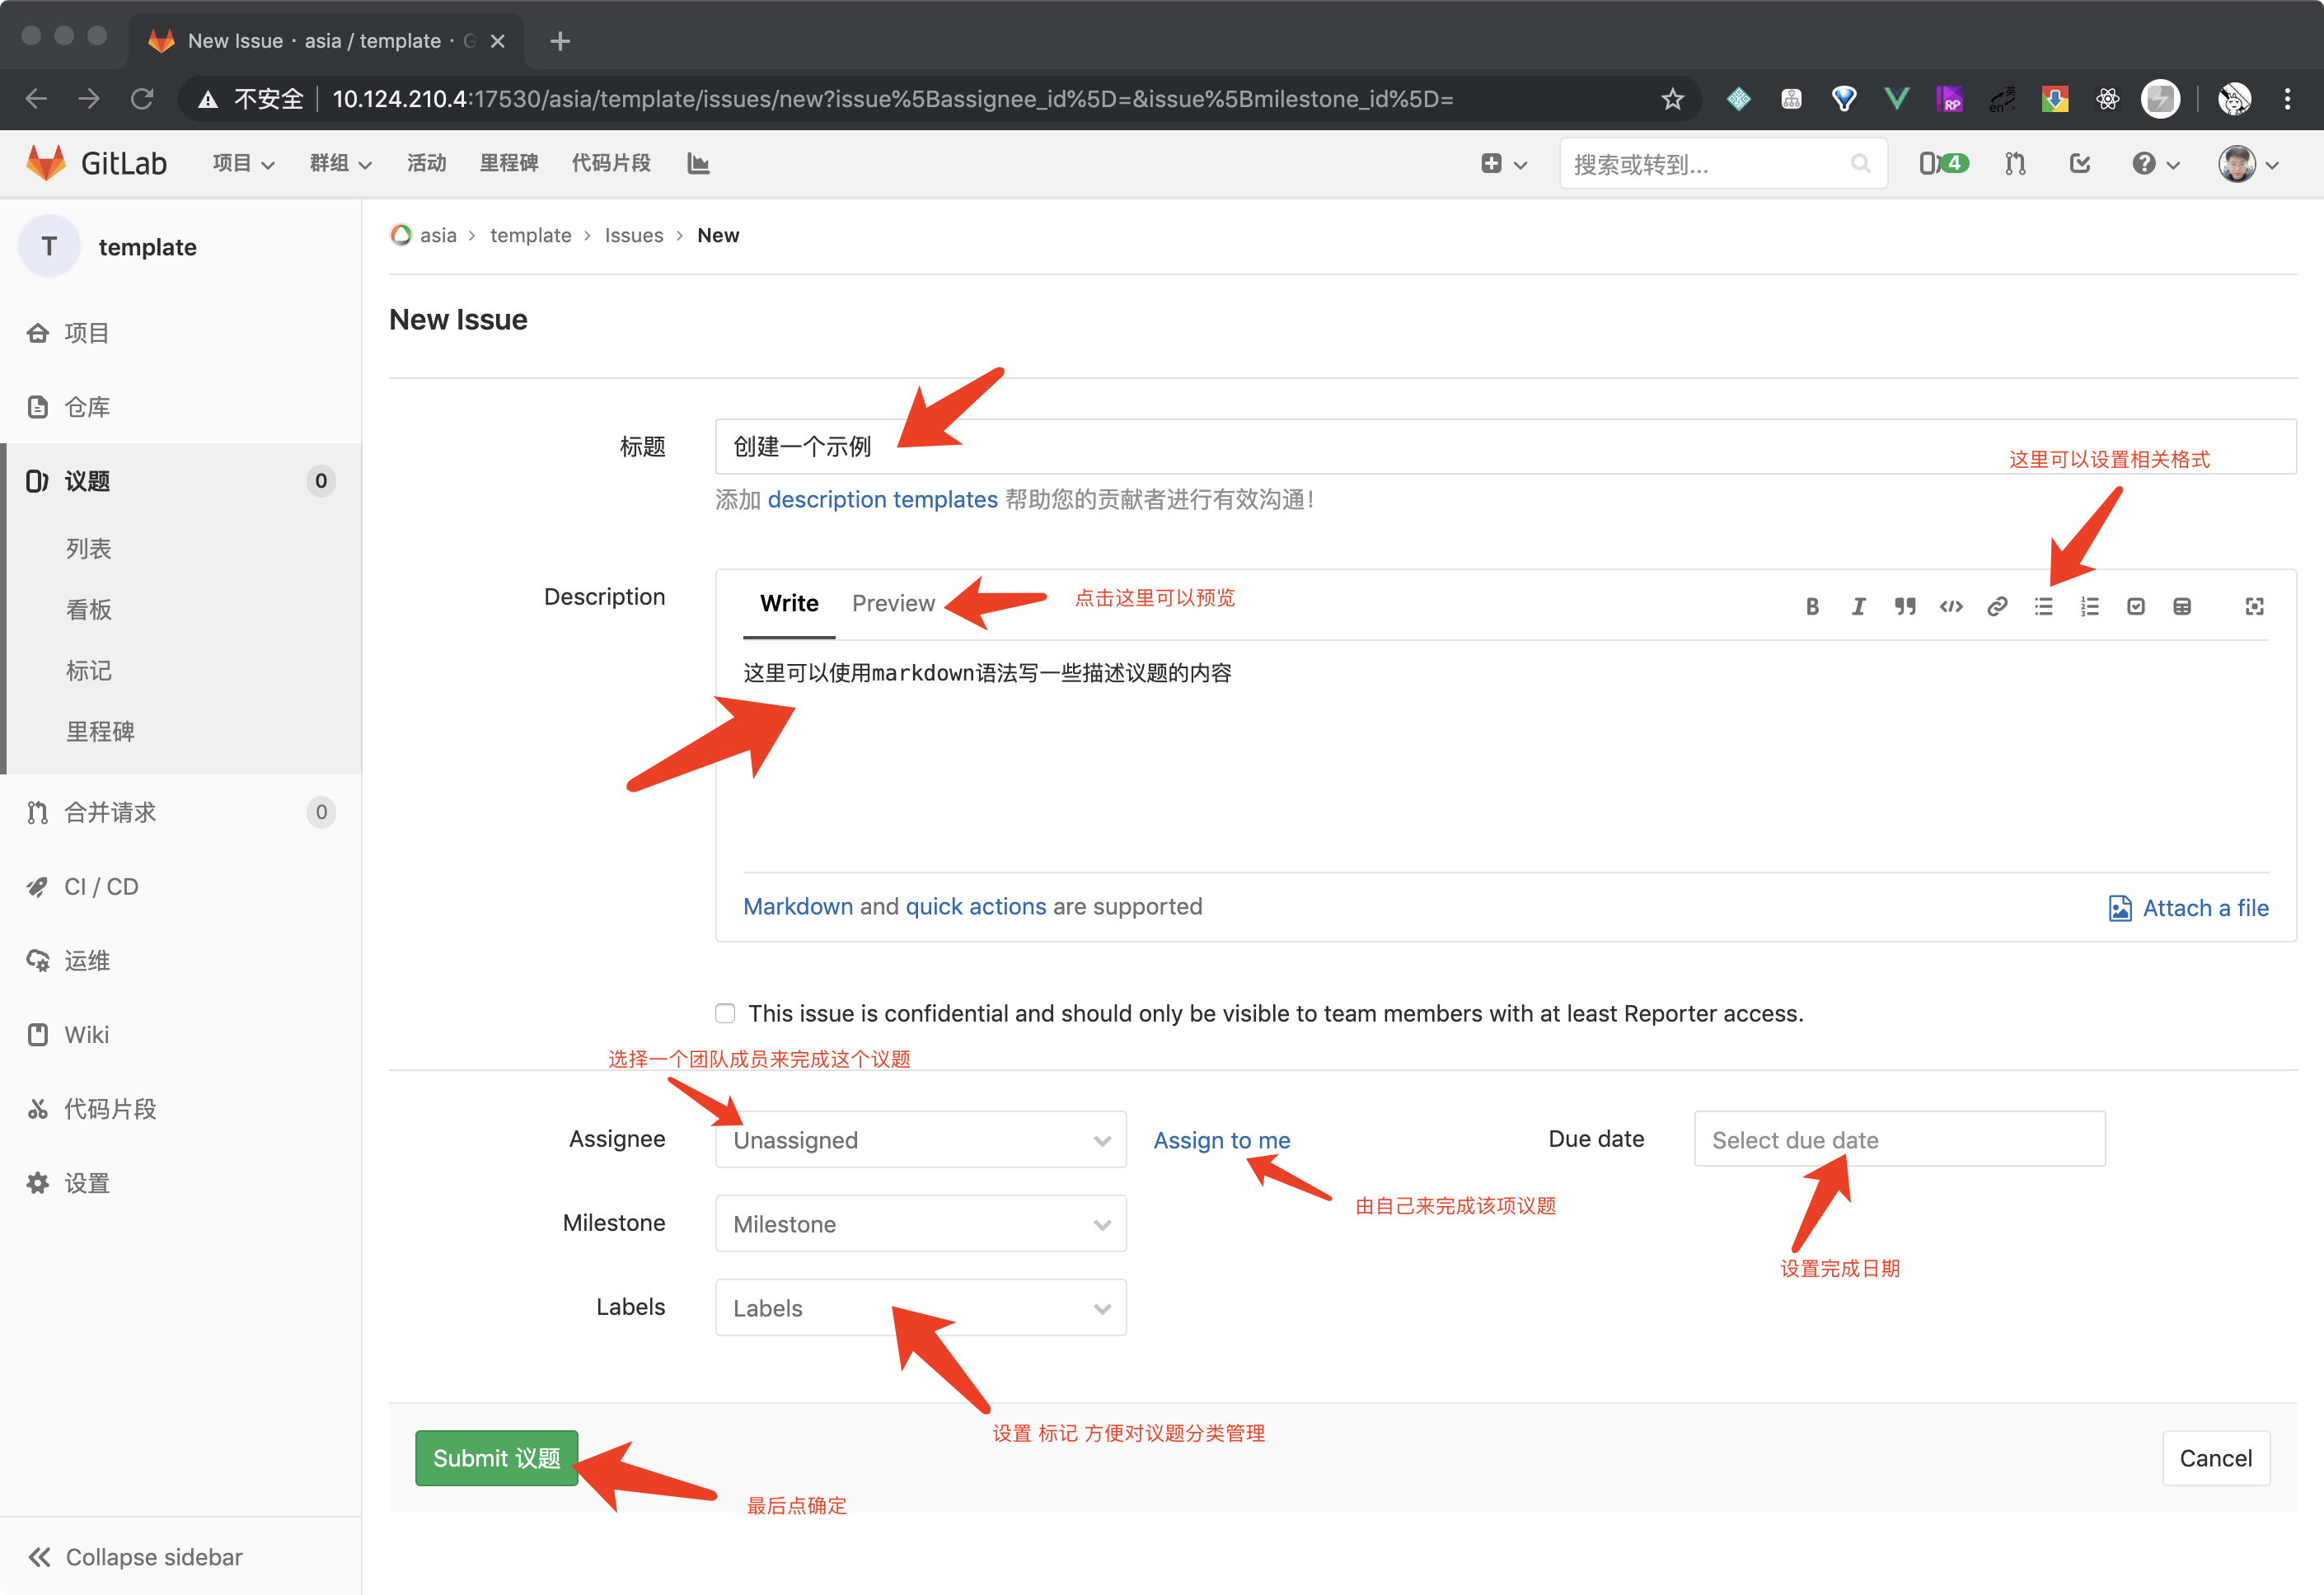 New Issue · asia / template · G
不安全 10.124.210.4:17530/asia/template/issues/new?issue%5Bassignee_id%5D=&issue%5Bmilestone_id%5D=
GitLab 项目 群组 活动 里程碑 代码片段 搜索或转到... 4
T template
asia › template › Issues › New
New Issue
项目
仓库
议题 0
列表
看板
标记
里程碑
合并请求 0
CI / CD
运维
Wiki
代码片段
设置
Collapse sidebar
标题 创建一个示例
这里可以设置相关格式
添加 description templates 帮助您的贡献者进行有效沟通！
Description Write Preview 点击这里可以预览
这里可以使用markdown语法写一些描述议题的内容
Markdown and quick actions are supported Attach a file
This issue is confidential and should only be visible to team members with at least Reporter access.
选择一个团队成员来完成这个议题
Assignee Unassigned Assign to me Due date Select due date
由自己来完成该项议题
Milestone Milestone
设置完成日期
Labels Labels
设置 标记 方便对议题分类管理
Submit 议题 Cancel
最后点确定